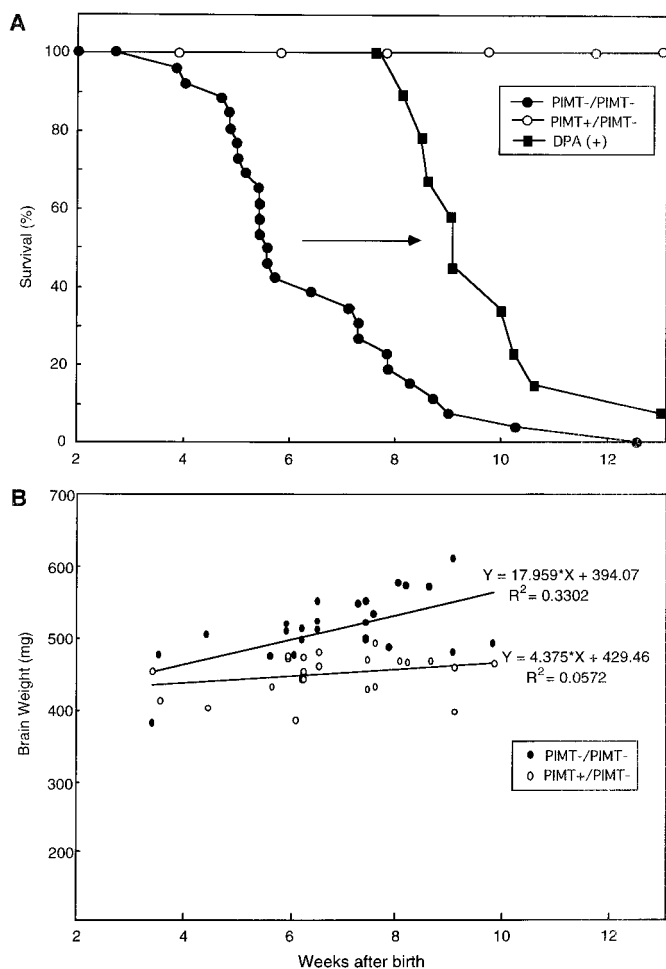 A
100
80
60
40
20
0
Survival (%)
PIMT-/PIMT-
PIMT+/PIMT-
DPA (+)
2 4 6 8 10 12
B
700
600
500
400
300
200
100
Brain Weight (mg)
Y = 17.959*X + 394.07
R2 = 0.3302
Y = 4.375*X + 429.46
R2 = 0.0572
PIMT-/PIMT-
PIMT+/PIMT-
2 4 6 8 10 12
Weeks after birth